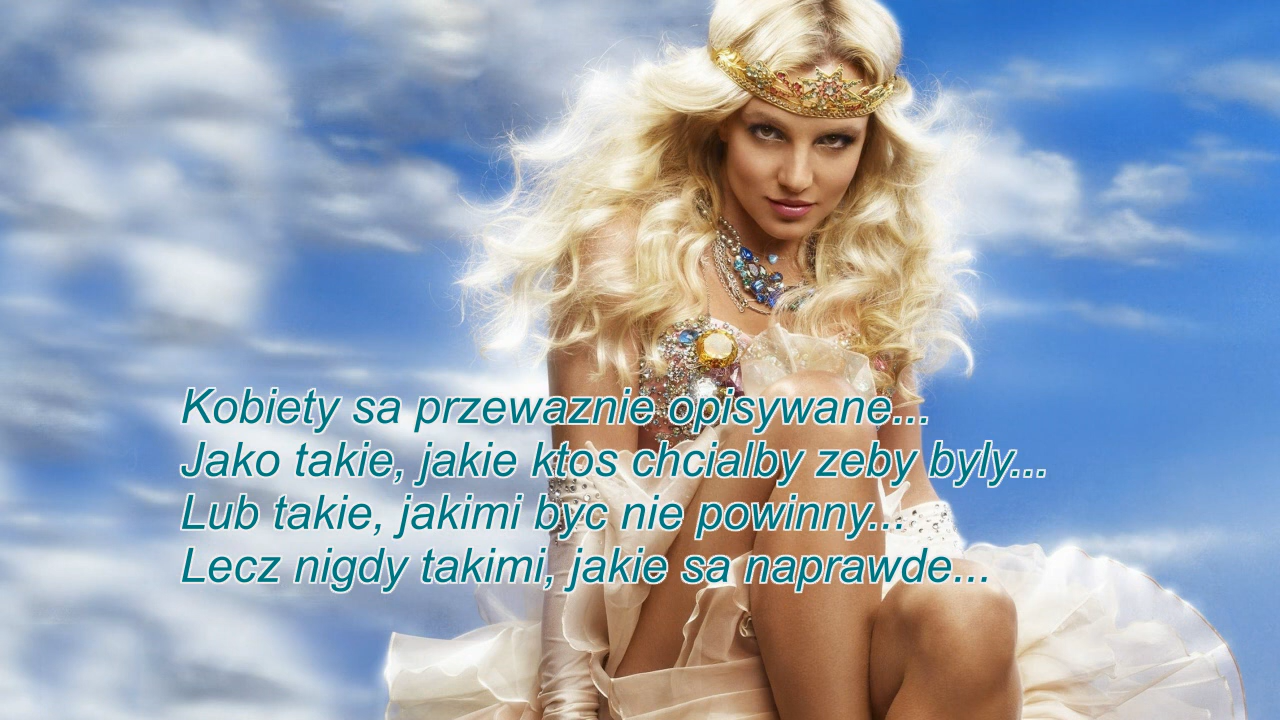 Kobiety sa przewaznie opisywane...
Jako takie, jakie ktos chcialby zeby byly...
Lub takie, jakimi byc nie powinny...
Lecz nigdy takimi, jakie sa naprawde...